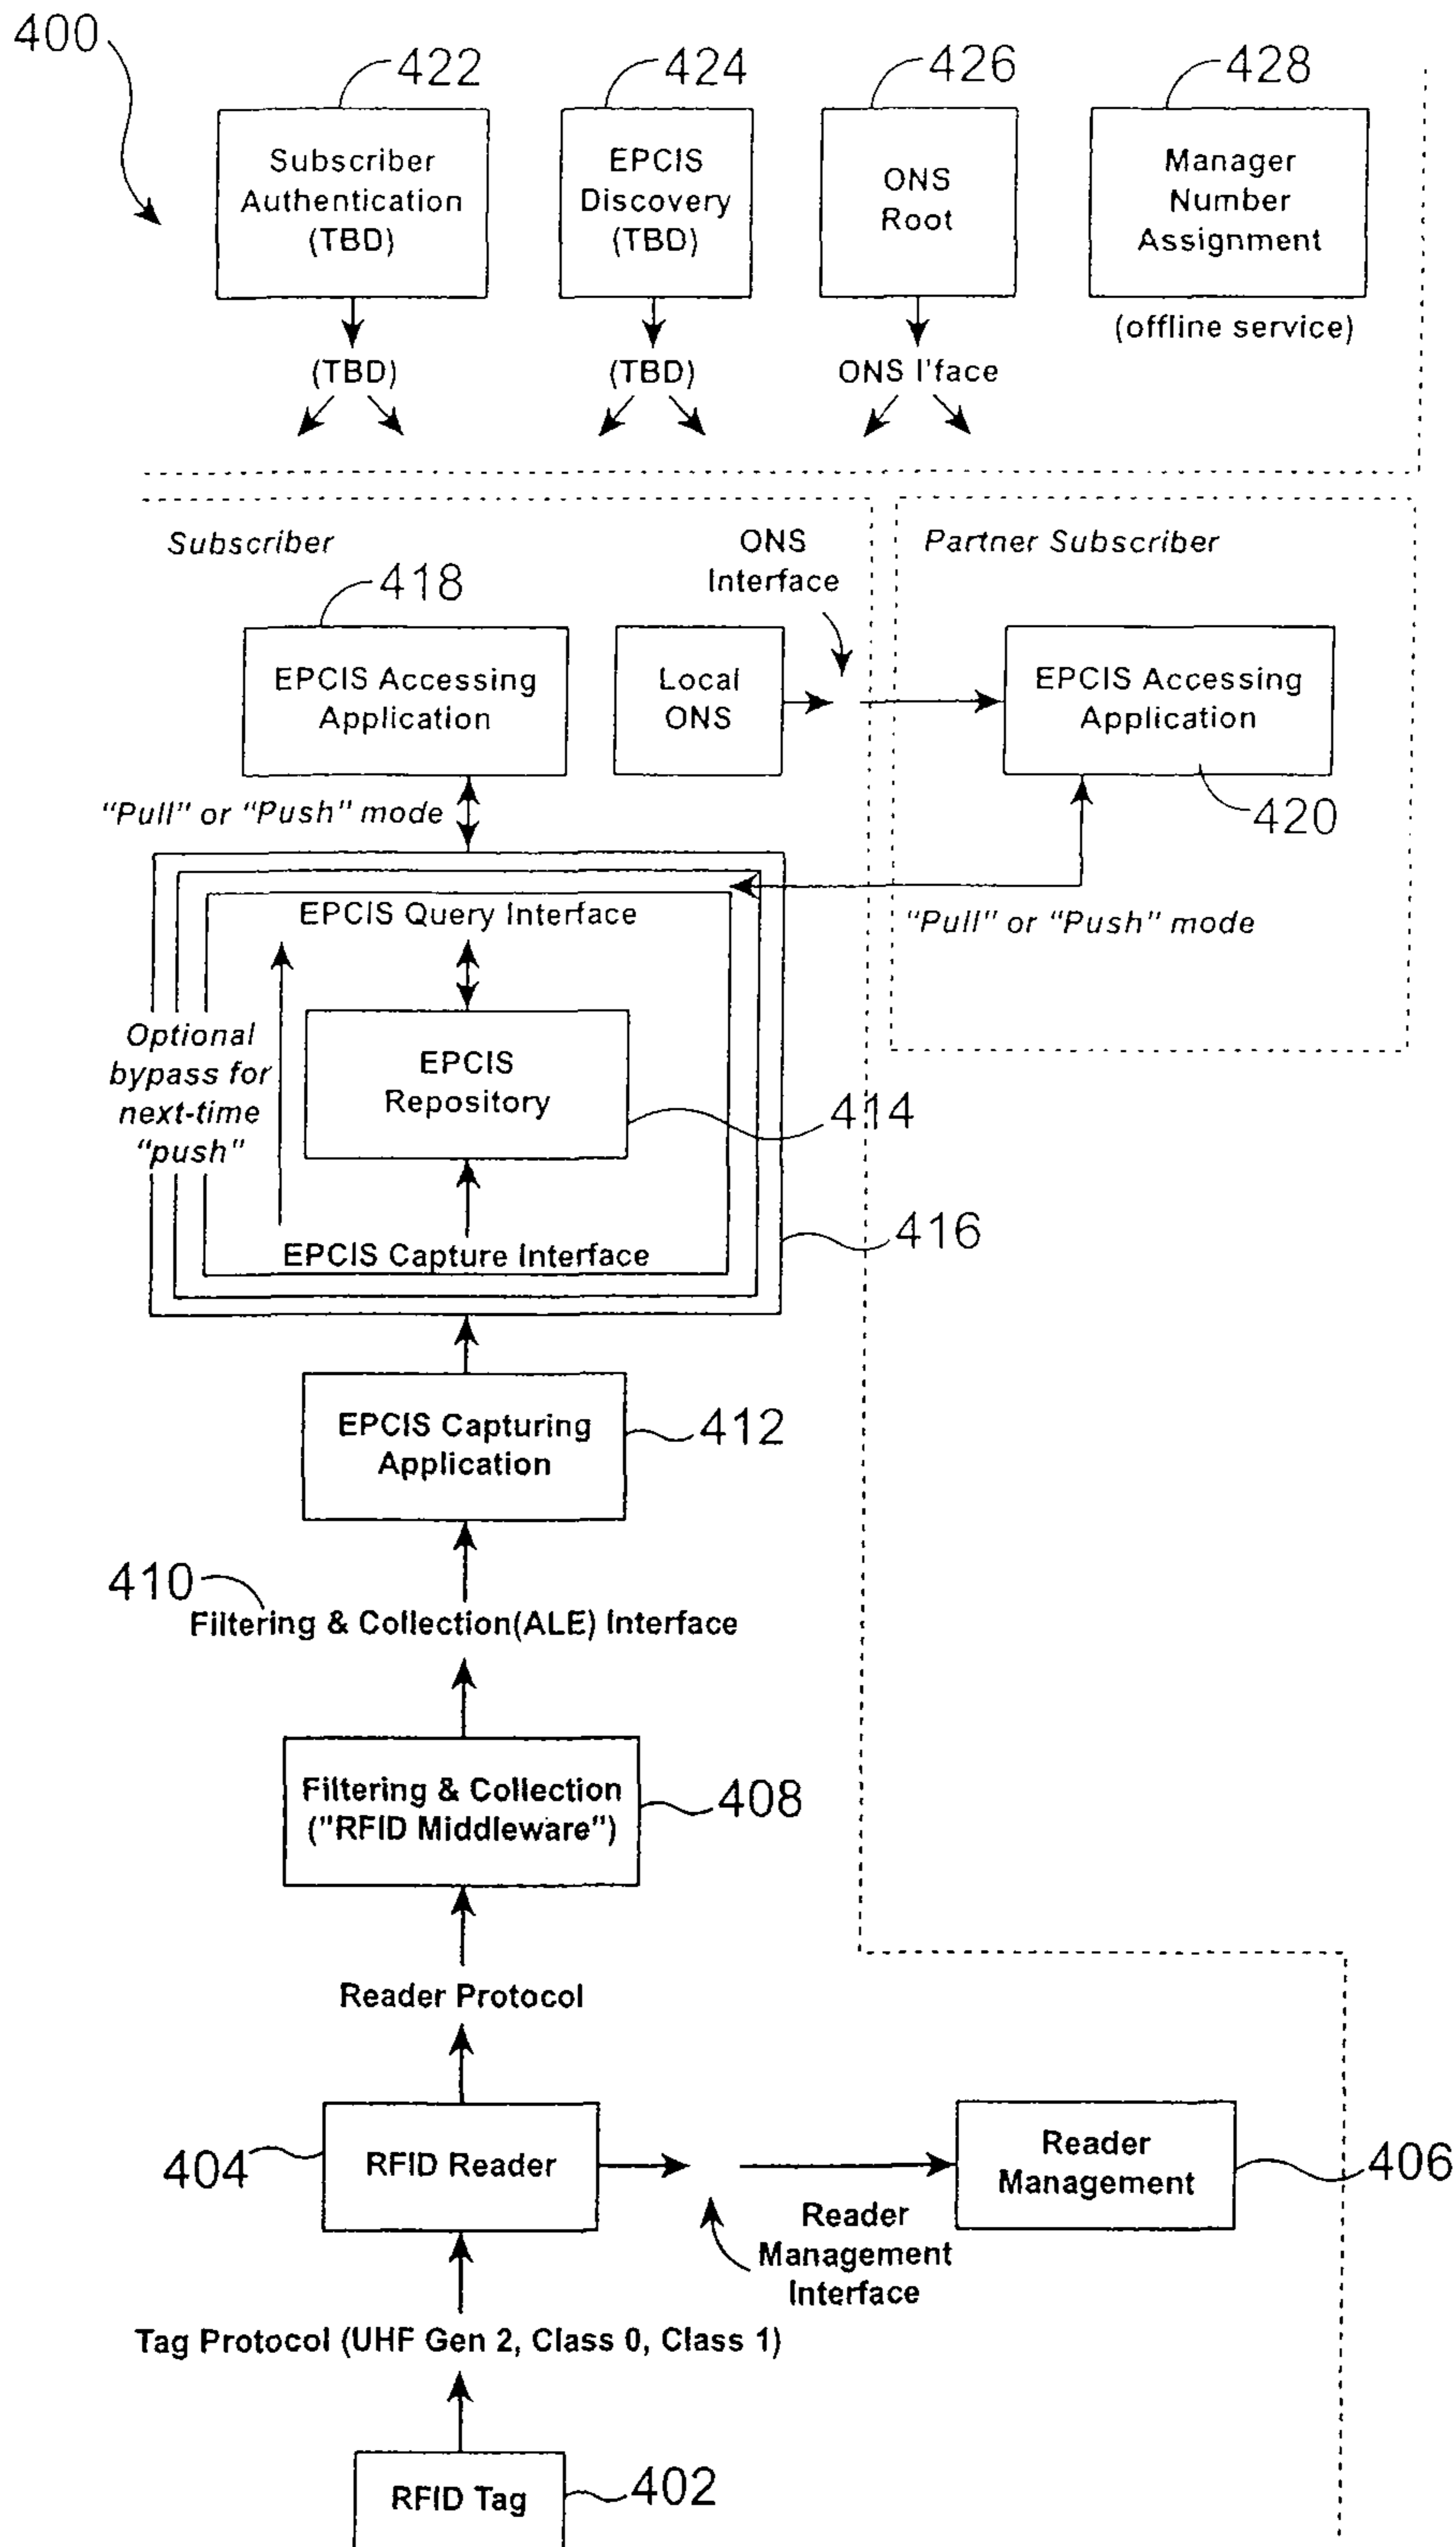 400
422
424
426
428
Subscriber
Authentication
(TBD)
EPCIS
Discovery
(TBD)
ONS
Root
Manager
Number
Assignment
(offline service)
(TBD)
(TBD)
ONS I'face
Subscriber
ONS
Interface
Partner Subscriber
418
EPCIS Accessing
Application
Local
ONS
EPCIS Accessing
Application
420
"Pull" or "Push" mode
EPCIS Query Interface
"Pull" or "Push" mode
Optional
bypass for
next-time
"push"
EPCIS
Repository
414
EPCIS Capture Interface
416
EPCIS Capturing
Application
412
410
Filtering & Collection(ALE) Interface
Filtering & Collection
("RFID Middleware")
408
Reader Protocol
404
RFID Reader
Reader
Management
406
Reader
Management
Interface
Tag Protocol (UHF Gen 2, Class 0, Class 1)
RFID Tag
402